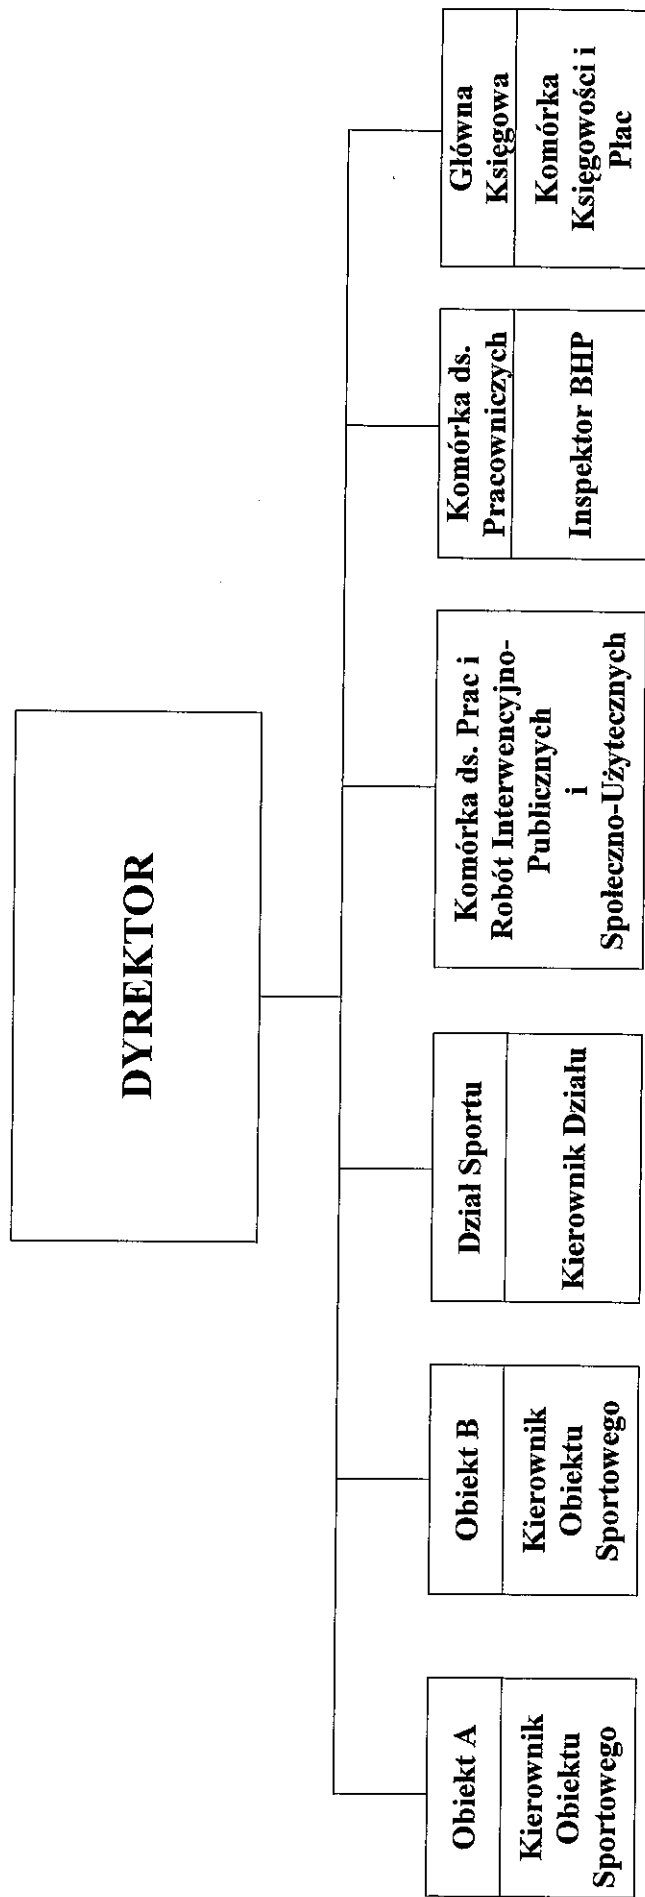 DYREKTOR
Obiekt A
Kierownik
Obiektu
Sportowego
Obiekt B
Kierownik
Obiektu
Sportowego
Dział Sportu
Kierownik Działu
Komórka ds. Prac i
Robót Interwencyjno-
Publicznych
i
Społeczno-Użytecznych
Komórka ds.
Pracowniczych
Inspektor BHP
Główna
Księgowa
Komórka
Księgowości i
Płac